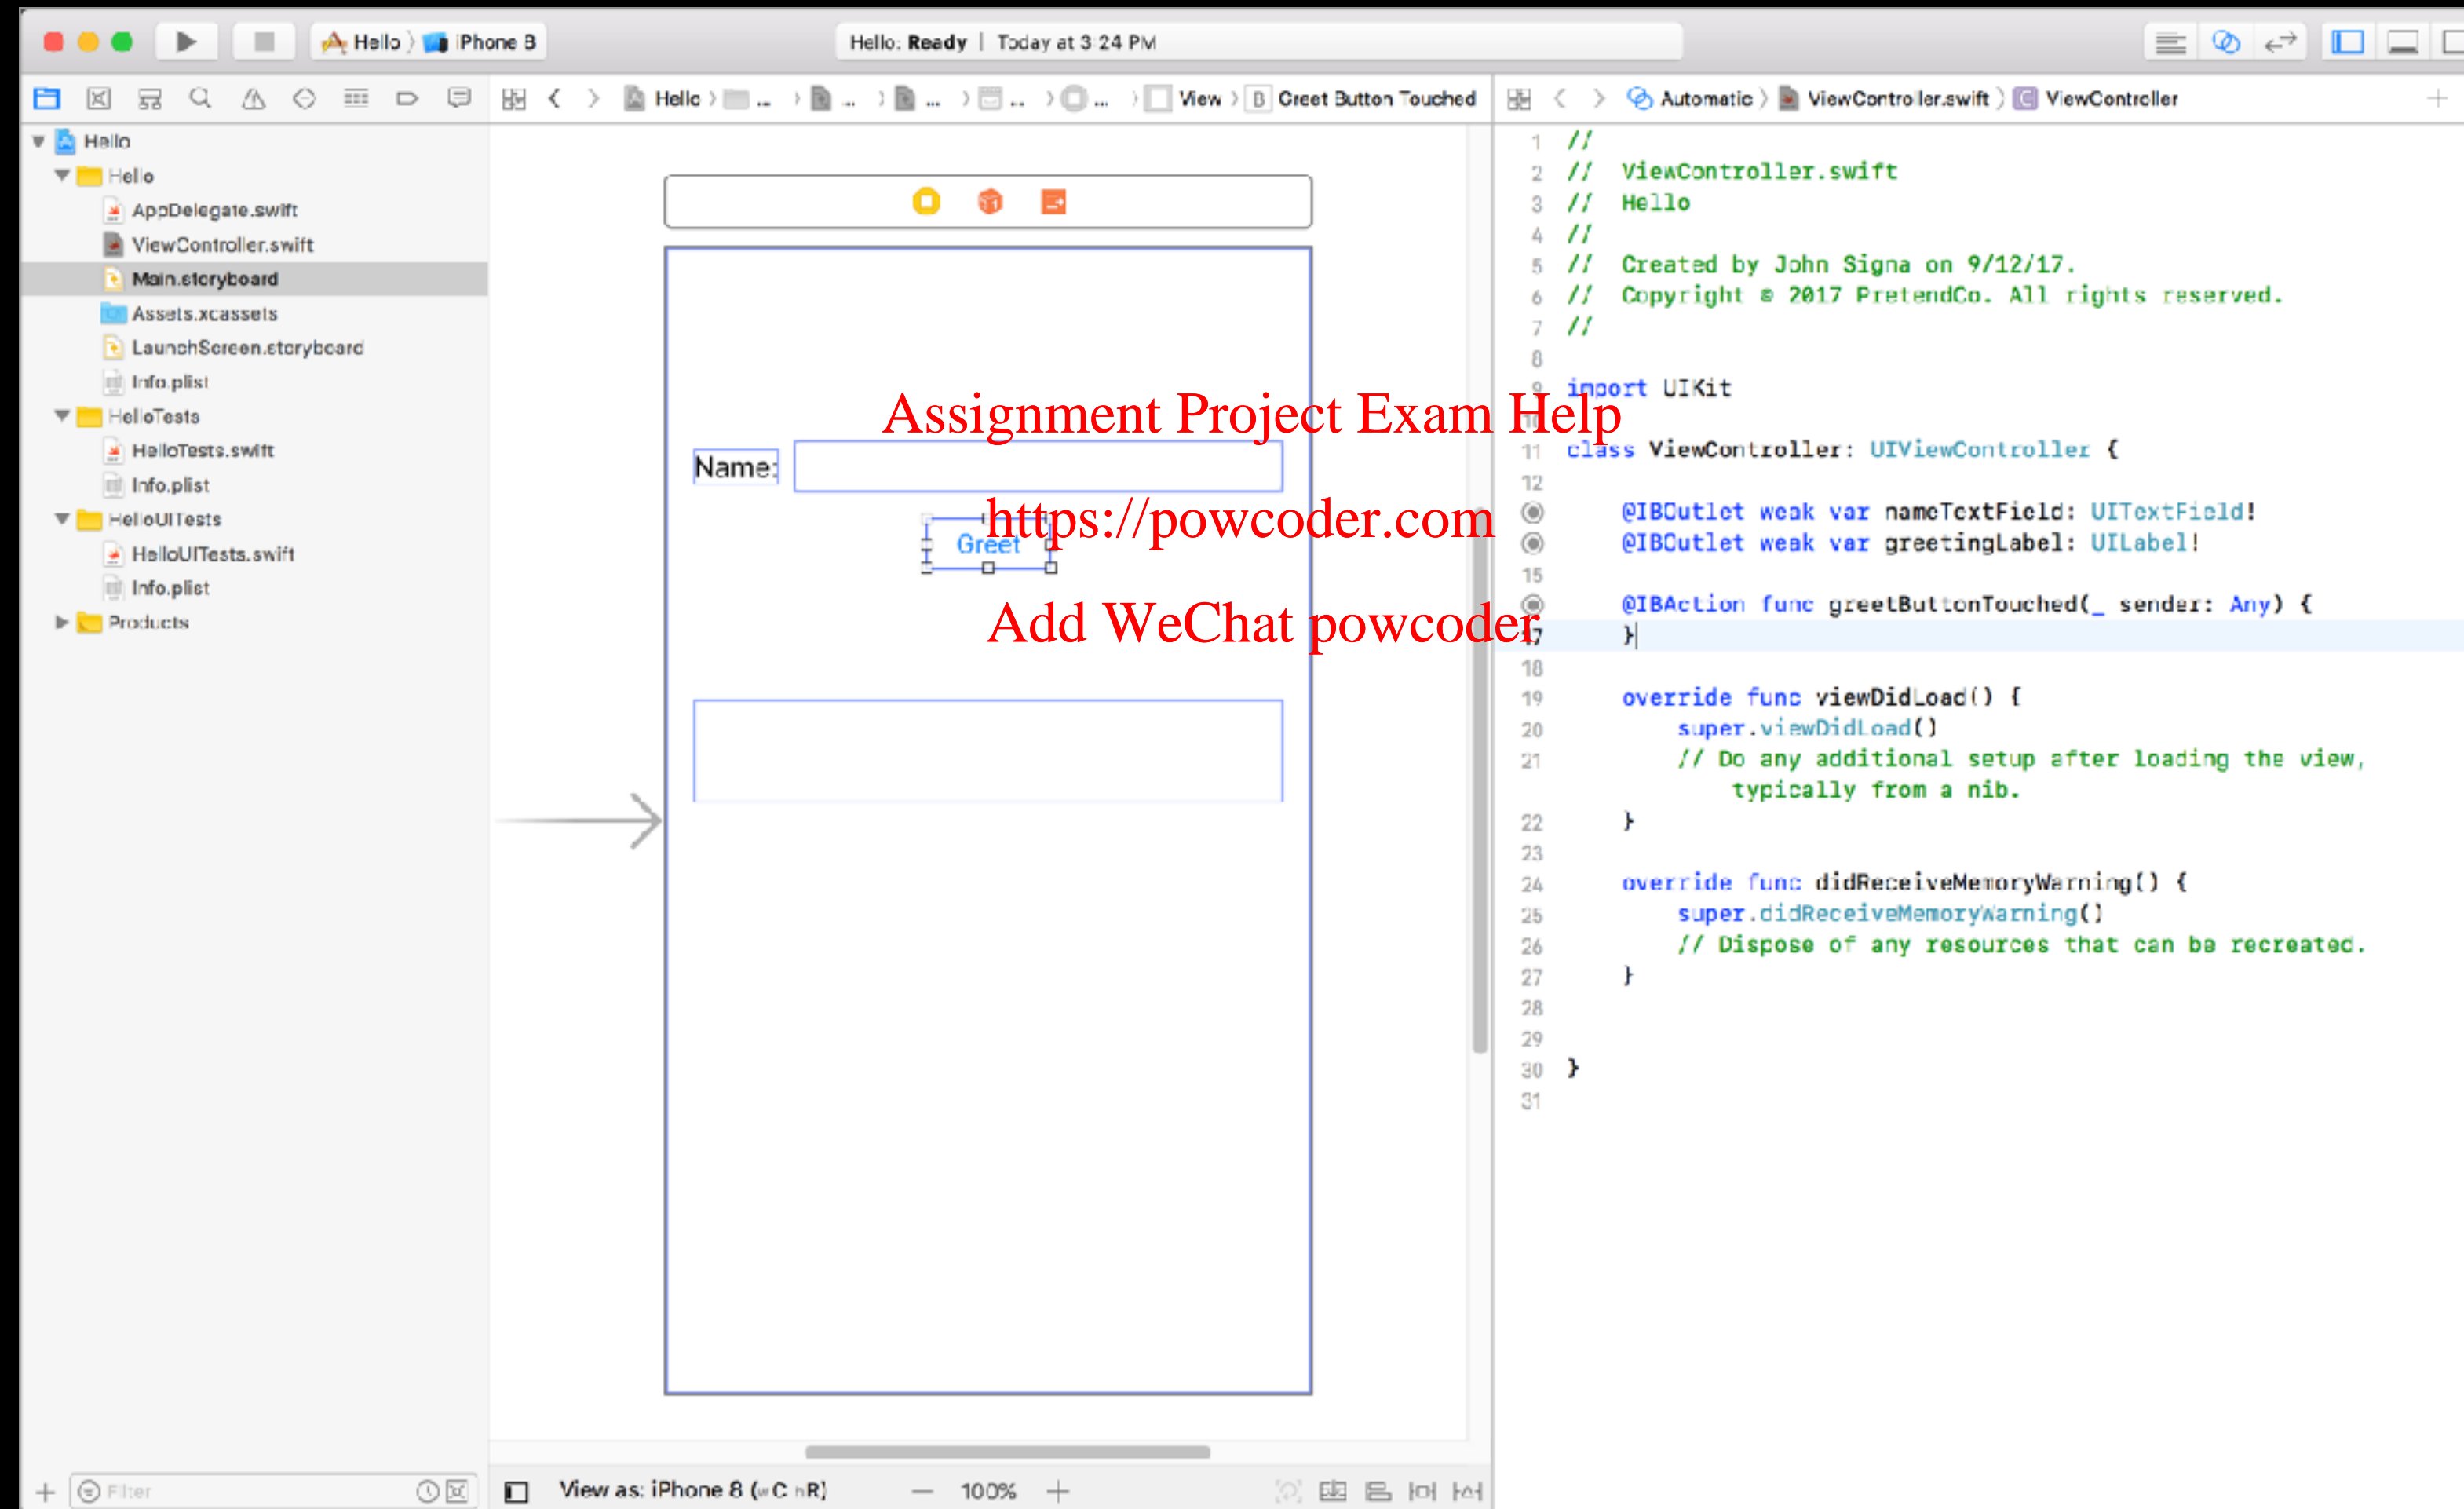 Hello iPhone 8
Hello: Ready | Today at 3:24 PM
Hello ... ... ... ... ... View B Greet Button Touched
Automatic ViewController.swift C ViewController
Hello
Hello
AppDelegate.swift
ViewController.swift
Main.storyboard
Assets.xcassets
LaunchScreen.storyboard
Info.plist
HelloTests
HelloTests.swift
Info.plist
HelloUITests
HelloUITests.swift
Info.plist
Products
Filter
Name:
Greet
View as: iPhone 8 (wC hR)
100%
Assignment Project Exam Help
https://powcoder.com
Add WeChat powcoder
1 //
2 // ViewController.swift
3 // Hello
4 //
5 // Created by John Signa on 9/12/17.
6 // Copyright © 2017 PretendCo. All rights reserved.
7 //
8
9 import UIKit
10
11 class ViewController: UIViewController {
12
@IBOutlet weak var nameTextField: UITextField!
@IBOutlet weak var greetingLabel: UILabel!
15
@IBAction func greetButtonTouched(_ sender: Any) {
17 }
18
19 override func viewDidLoad() {
20 super.viewDidLoad()
21 // Do any additional setup after loading the view,
typically from a nib.
22 }
23
24 override func didReceiveMemoryWarning() {
25 super.didReceiveMemoryWarning()
26 // Dispose of any resources that can be recreated.
27 }
28
29
30 }
31